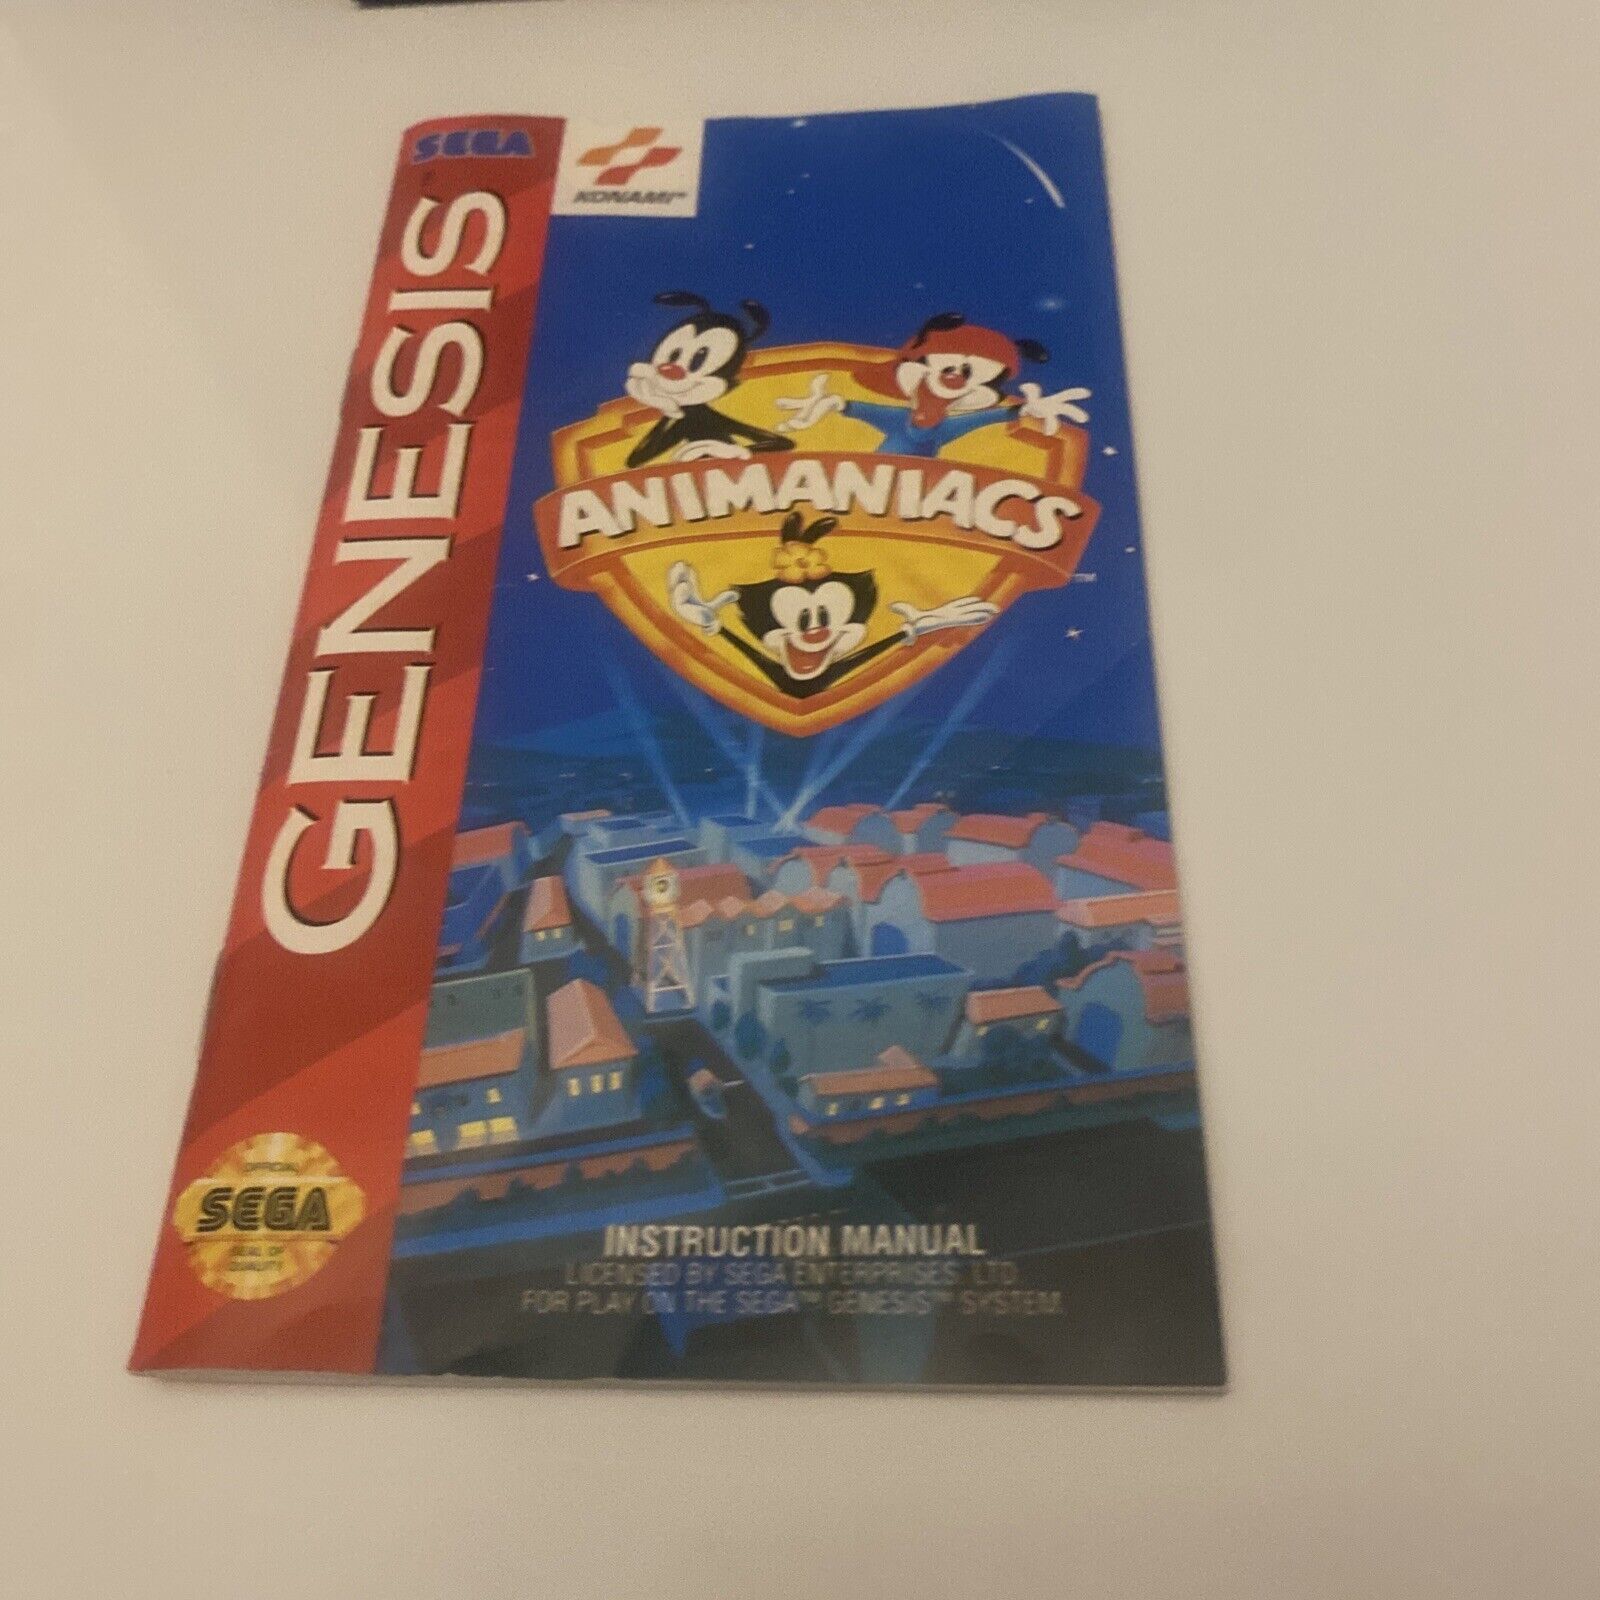 SEGA
GENESIS
KONAMI®
ANIMANIACS
TM
OFFICIAL
SEGA
SEAL OF
QUALITY
INSTRUCTION MANUAL
LICENSED BY SEGA ENTERPRISES, LTD.
FOR PLAY ON THE SEGA™ GENESIS™ SYSTEM.